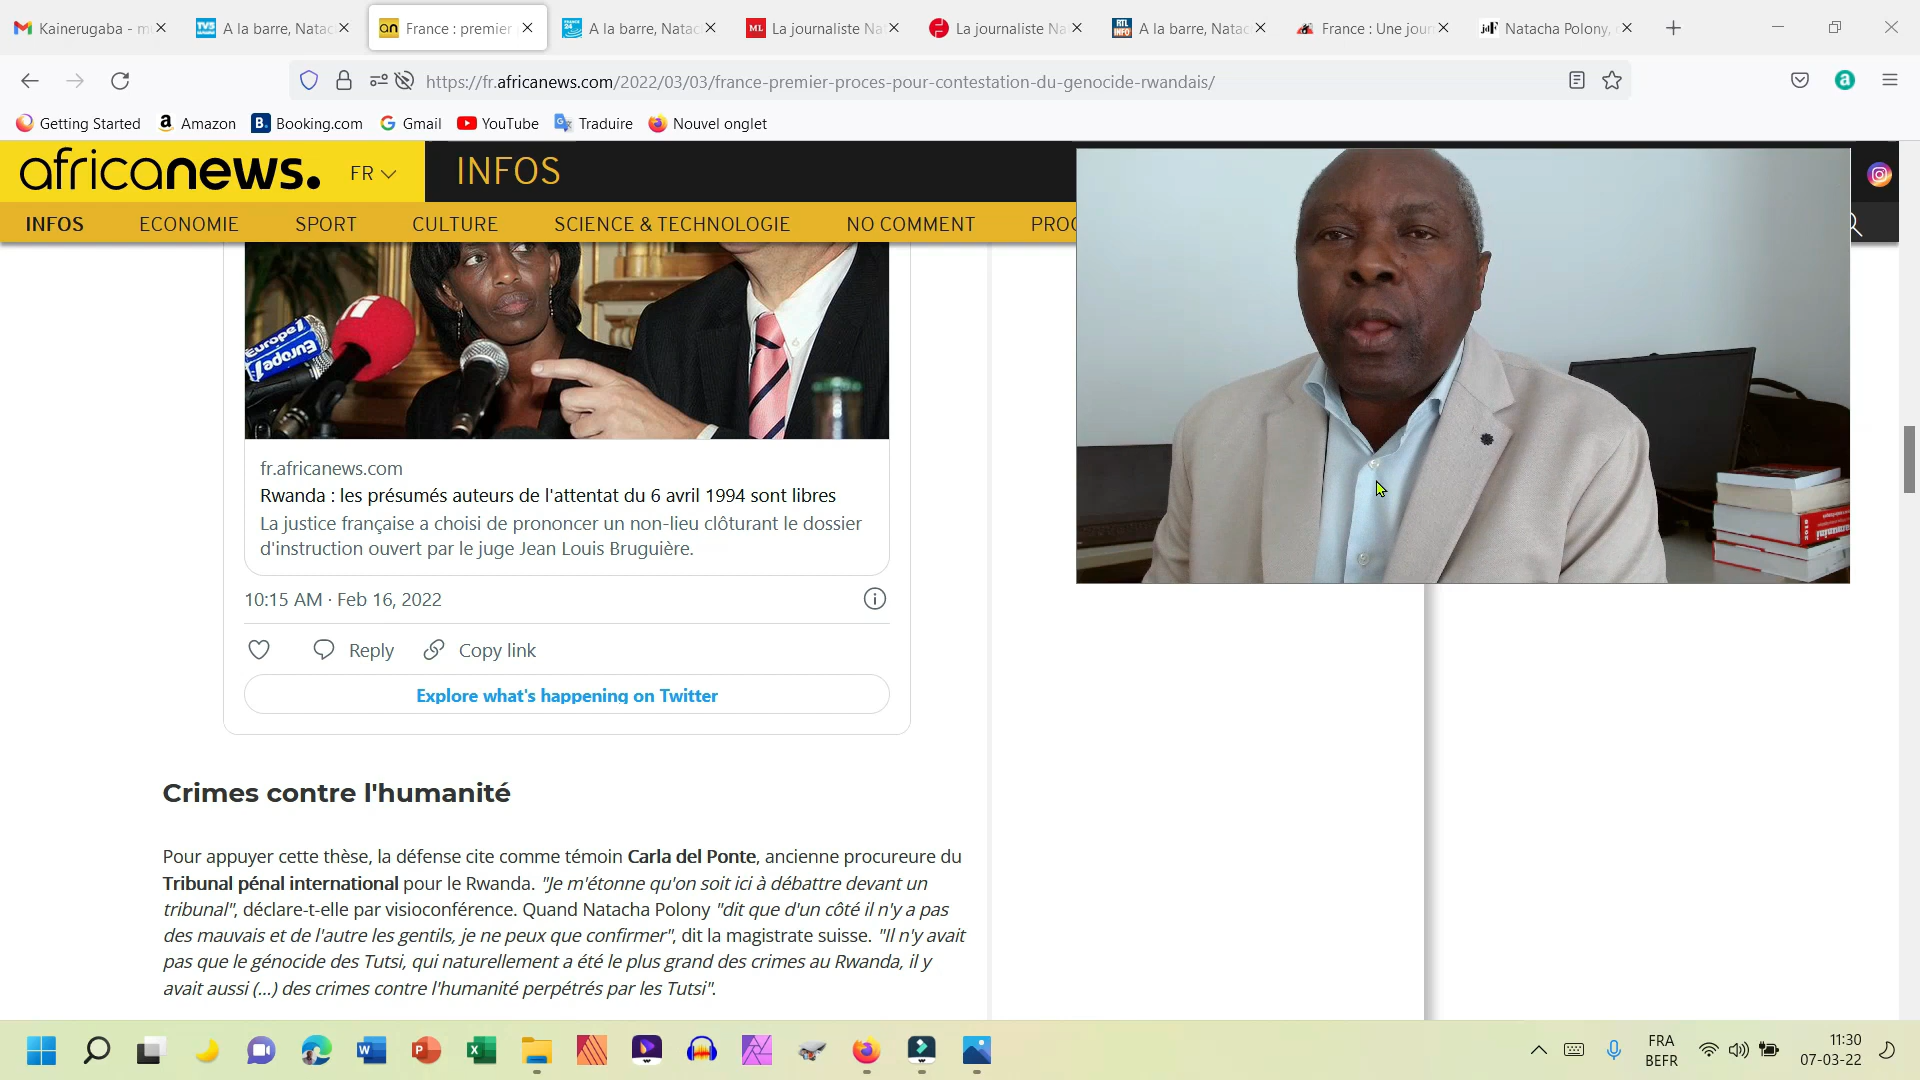 Kainerugaba - m
A la barre, Natac
France : premier
A la barre, Natac
La journaliste Na
La journaliste Na
A la barre, Natac
France : Une jour
Natacha Polony,
https://fr.africanews.com/2022/03/03/france-premier-proces-pour-contestation-du-genocide-rwandais/
Getting Started
Amazon
Booking.com
Gmail
YouTube
Traduire
Nouvel onglet
africanews.
FR
INFOS
INFOS
ECONOMIE
SPORT
CULTURE
SCIENCE & TECHNOLOGIE
NO COMMENT
PROG
Europe1
Europe1
fr.africanews.com
Rwanda : les présumés auteurs de l'attentat du 6 avril 1994 sont libres
La justice française a choisi de prononcer un non-lieu clôturant le dossier
d'instruction ouvert par le juge Jean Louis Bruguière.
10:15 AM · Feb 16, 2022
Reply
Copy link
Explore what's happening on Twitter
Crimes contre l'humanité
Pour appuyer cette thèse, la défense cite comme témoin Carla del Ponte, ancienne procureure du
Tribunal pénal international pour le Rwanda. "Je m'étonne qu'on soit ici à débattre devant un
tribunal", déclare-t-elle par visioconférence. Quand Natacha Polony "dit que d'un côté il n'y a pas
des mauvais et de l'autre les gentils, je ne peux que confirmer", dit la magistrate suisse. "Il n'y avait
pas que le génocide des Tutsi, qui naturellement a été le plus grand des crimes au Rwanda, il y
avait aussi (...) des crimes contre l'humanité perpétrés par les Tutsi".
FRA
BEFR
11:30
07-03-22